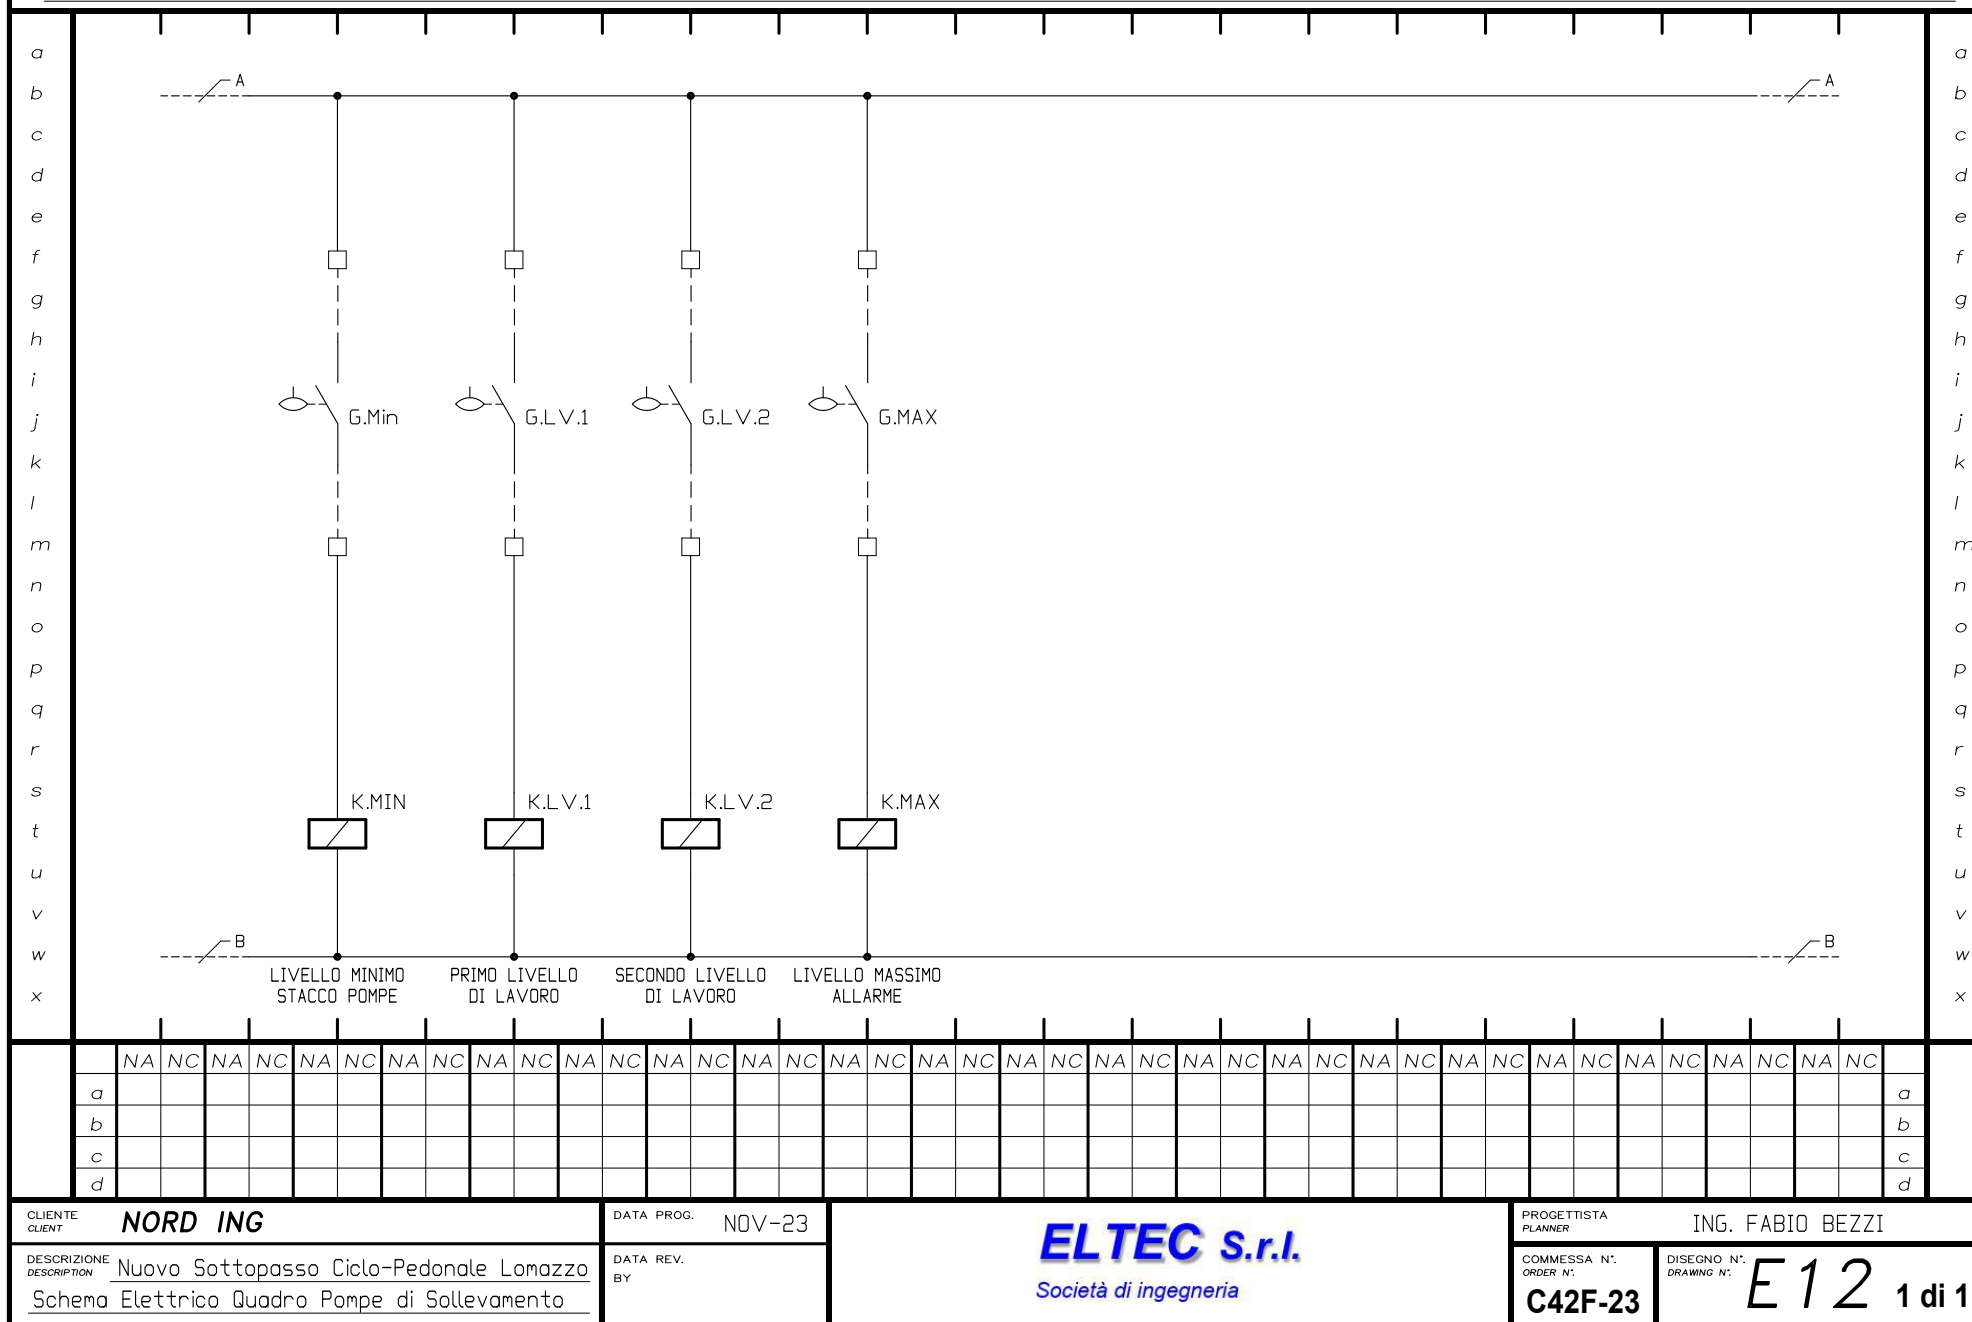 a a
A A
b b
c c
d d
e e
f f
g g
h h
i i
G.Min G.LV.1 G.LV.2 G.MAX
j j
k k
l l
m m
n n
o o
p p
q q
r r
s s
K.MIN K.LV.1 K.LV.2 K.MAX
t t
u u
v v
B B
w w
LIVELLO MINIMO
STACCO POMPE
PRIMO LIVELLO
DI LAVORO
SECONDO LIVELLO
DI LAVORO
LIVELLO MASSIMO
ALLARME
x x
NA NC NA NC NA NC NA NC NA NC NA NC NA NC NA NC NA NC NA NC NA NC NA NC NA NC NA NC NA NC NA NC NA NC NA NC NA NC NA NC
a a
b b
c c
d d
CLIENTE
CLIENT
NORD ING
DESCRIZIONE
DESCRIPTION
Nuovo Sottopasso Ciclo-Pedonale Lomazzo
Schema Elettrico Quadro Pompe di Sollevamento
DATA PROG. NOV-23
DATA REV.
BY
ELTEC S.r.l.
Società di ingegneria
PROGETTISTA
PLANNER
ING. FABIO BEZZI
COMMESSA N°.
ORDER N°.
C42F-23
DISEGNO N°.
DRAWING N°.
E12 1 di 1